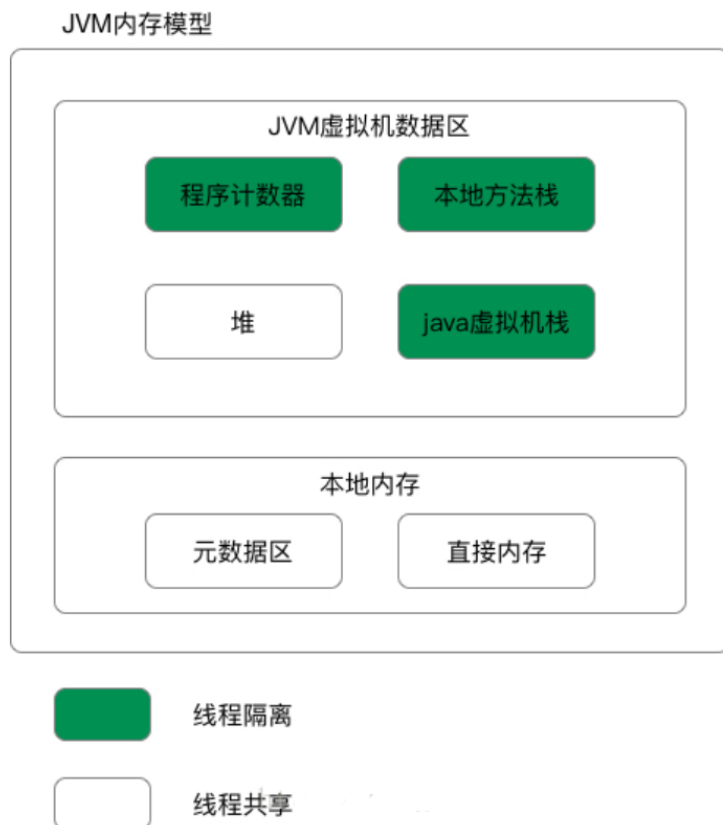 JVM内存模型
JVM虚拟机数据区
程序计数器
本地方法栈
堆
java虚拟机栈
本地内存
元数据区
直接内存
线程隔离
线程共享